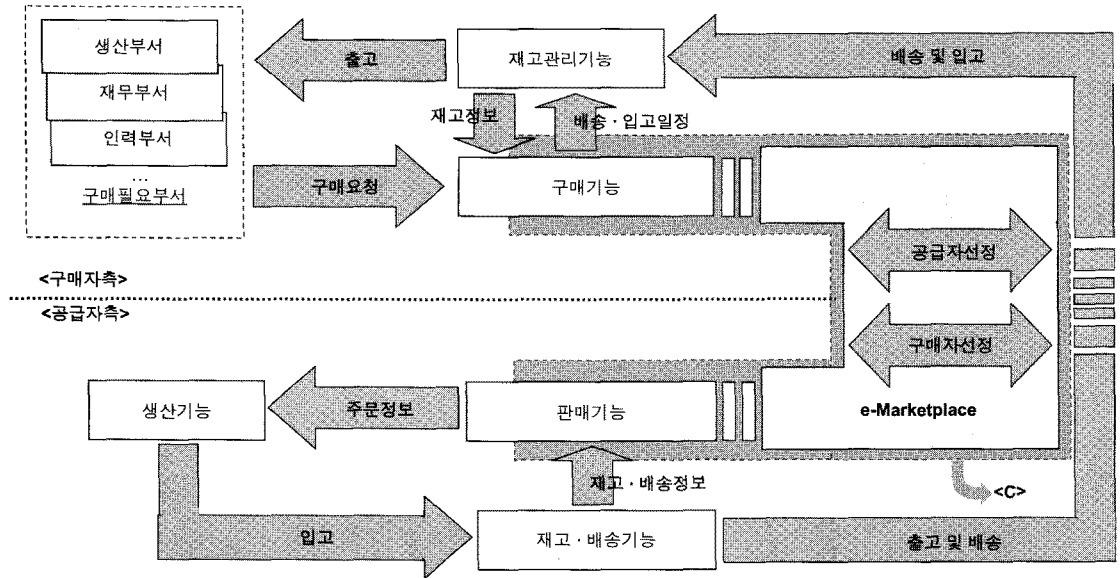 생산부서
재무부서
인력부서
...
구매필요부서
출고
재고관리기능
배송 및 입고
재고정보
배송 · 입고일정
구매요청
구매기능
공급자선정
<구매자측>
<공급자측>
구매자선정
생산기능
주문정보
판매기능
e-Marketplace
재고 · 배송정보
<C>
입고
재고 · 배송기능
출고 및 배송